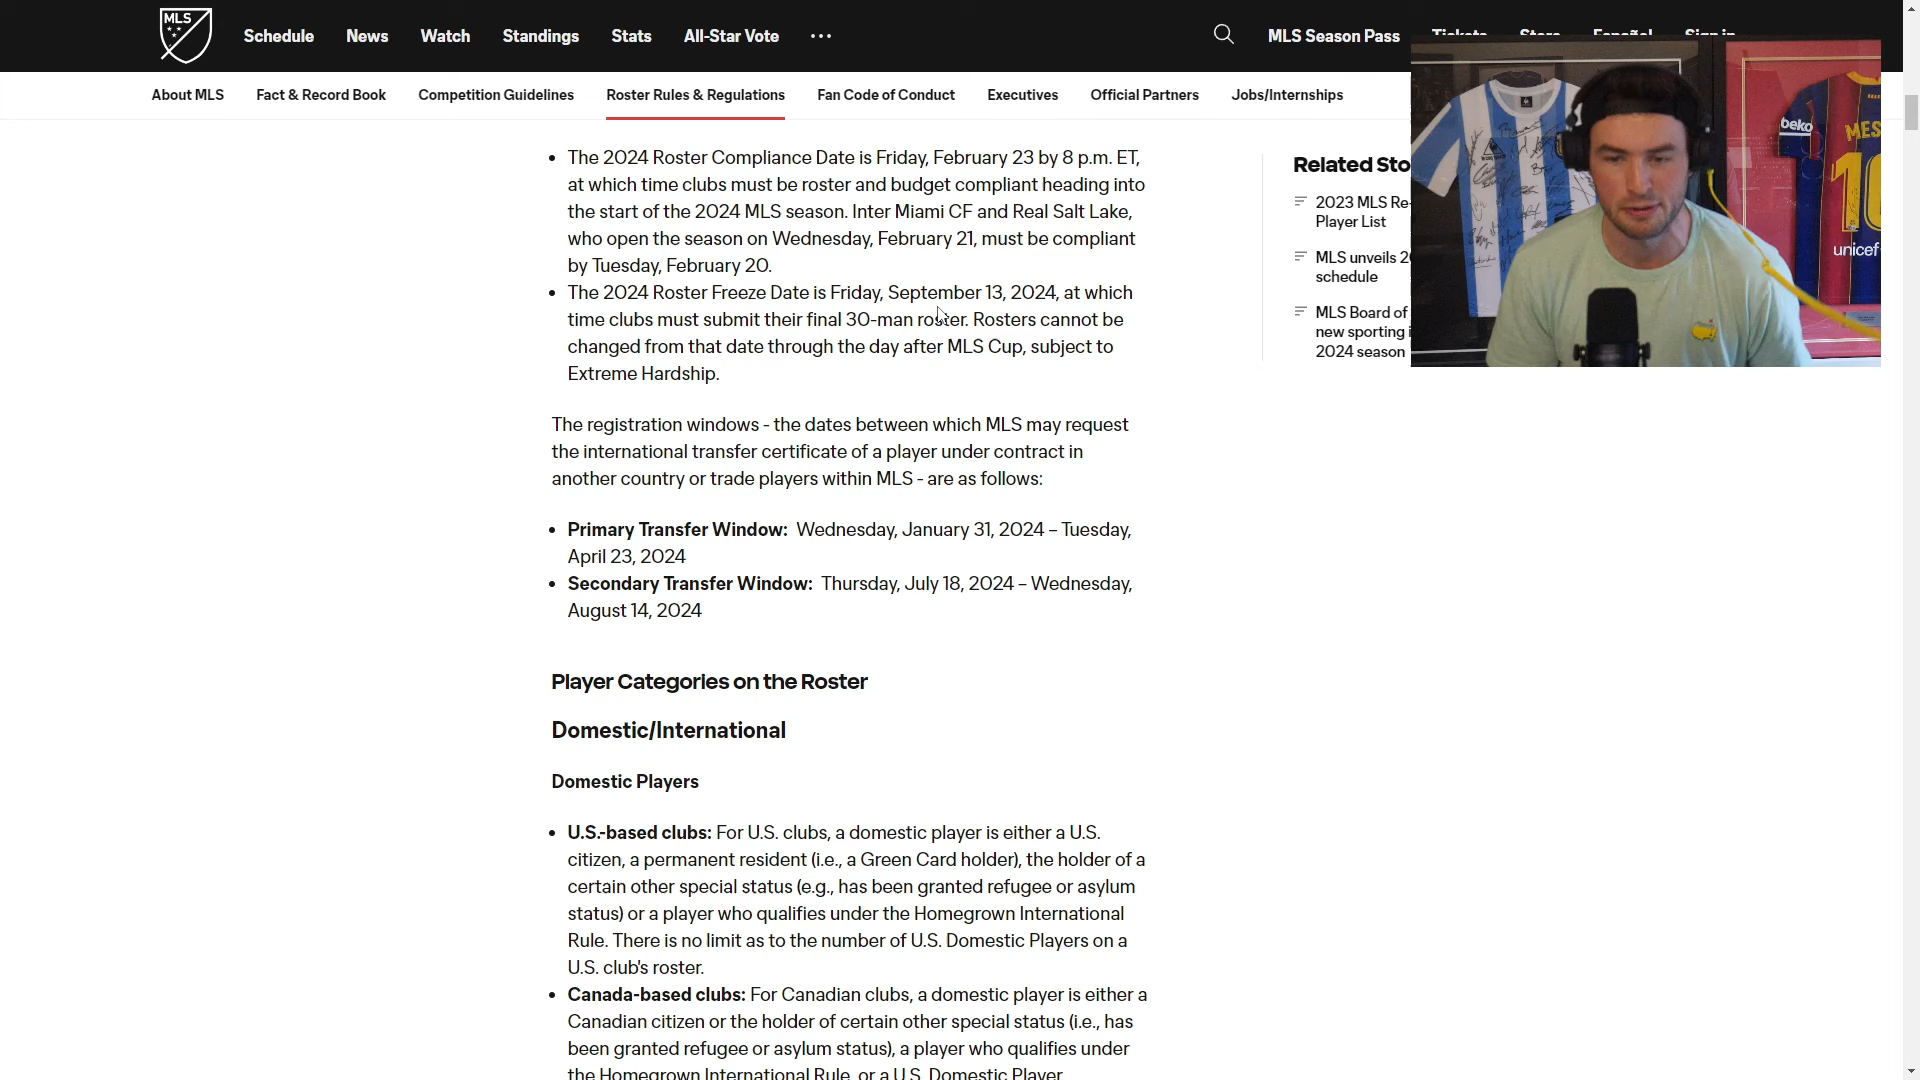 MLS
Schedule News Watch Standings Stats All-Star Vote ... MLS Season Pass Tickets Store Español Sign in
About MLS Fact & Record Book Competition Guidelines Roster Rules & Regulations Fan Code of Conduct Executives Official Partners Jobs/Internships
• The 2024 Roster Compliance Date is Friday, February 23 by 8 p.m. ET,
at which time clubs must be roster and budget compliant heading into
the start of the 2024 MLS season. Inter Miami CF and Real Salt Lake,
who open the season on Wednesday, February 21, must be compliant
by Tuesday, February 20.
• The 2024 Roster Freeze Date is Friday, September 13, 2024, at which
time clubs must submit their final 30-man roster. Rosters cannot be
changed from that date through the day after MLS Cup, subject to
Extreme Hardship.
The registration windows - the dates between which MLS may request
the international transfer certificate of a player under contract in
another country or trade players within MLS - are as follows:
• Primary Transfer Window: Wednesday, January 31, 2024 – Tuesday,
April 23, 2024
• Secondary Transfer Window: Thursday, July 18, 2024 – Wednesday,
August 14, 2024
Player Categories on the Roster
Domestic/International
Domestic Players
• U.S.-based clubs: For U.S. clubs, a domestic player is either a U.S.
citizen, a permanent resident (i.e., a Green Card holder), the holder of a
certain other special status (e.g., has been granted refugee or asylum
status) or a player who qualifies under the Homegrown International
Rule. There is no limit as to the number of U.S. Domestic Players on a
U.S. club's roster.
• Canada-based clubs: For Canadian clubs, a domestic player is either a
Canadian citizen or the holder of certain other special status (i.e., has
been granted refugee or asylum status), a player who qualifies under
the Homegrown International Rule, or a U.S. Domestic Player
Related Sto
2023 MLS Re-
Player List
MLS unveils 2
schedule
MLS Board of
new sporting i
2024 season
beko
MES
10
unicef